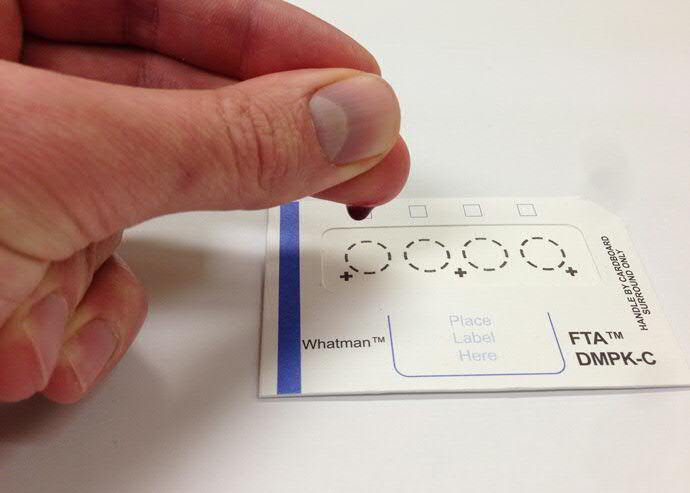 Whatman™
Place
Label
Here
FTA™
DMPK-C
HANDLE BY CARDBOARD
SURROUND ONLY